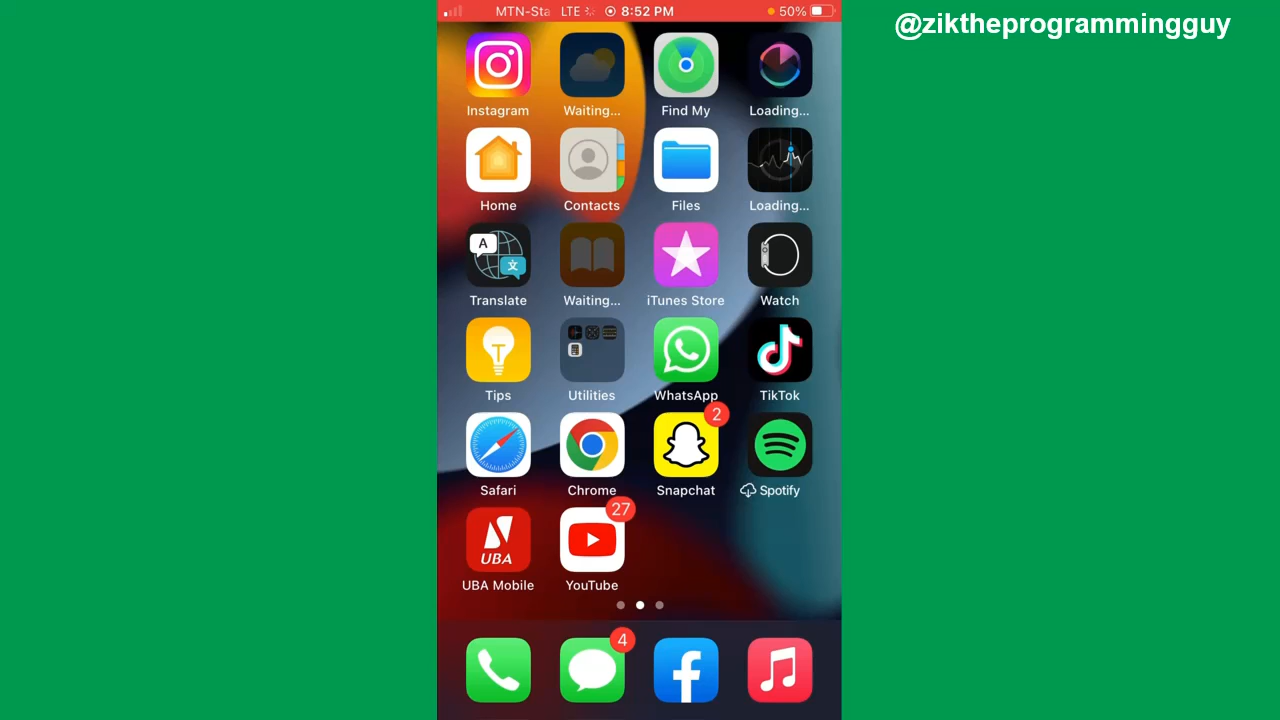 MTN-Sta LTE 8:52 PM 50%
@ziktheprogrammingguy
Instagram Waiting... Find My Loading...
Home Contacts Files Loading...
A 文
Translate Waiting... iTunes Store Watch
Tips Utilities WhatsApp TikTok
2
Safari Chrome Snapchat Spotify
27
UBA
UBA Mobile YouTube
4